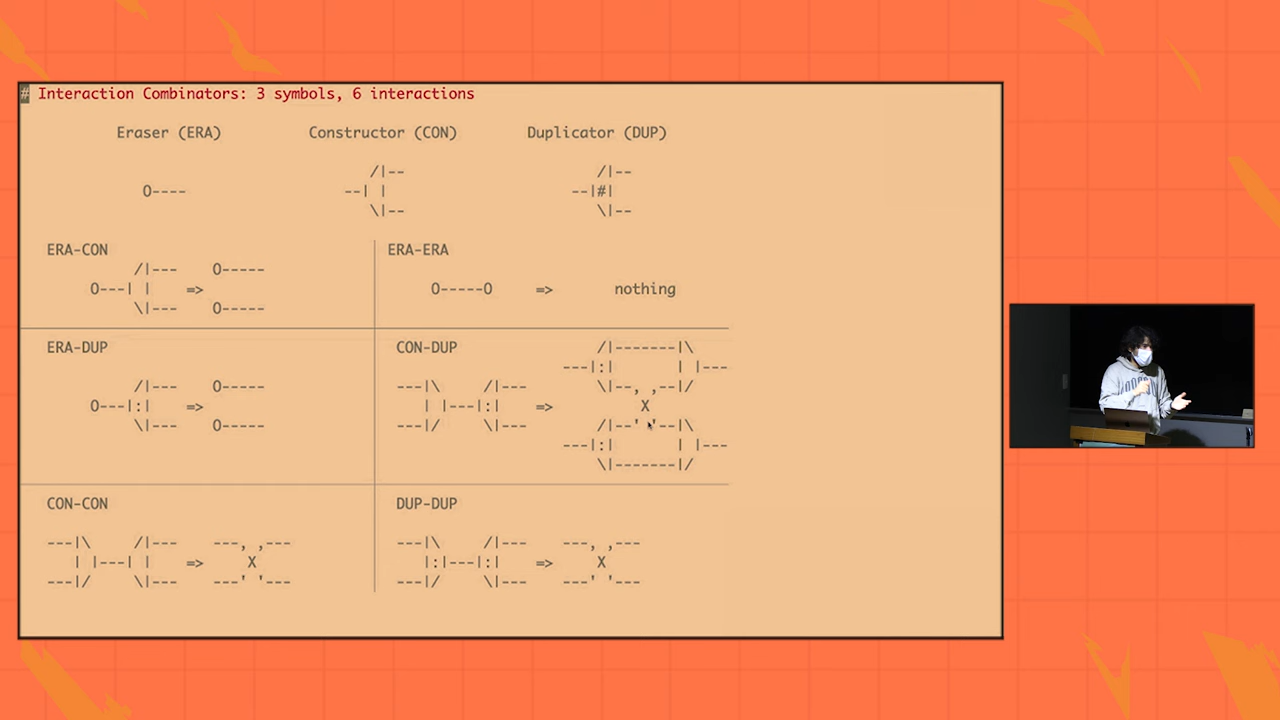 # Interaction Combinators: 3 symbols, 6 interactions
Eraser (ERA) Constructor (CON) Duplicator (DUP)
/|-- /|--
O---- --| | --|#|
\|-- \|--
ERA-CON ERA-ERA
/|--- O-----
O---| | => O-----O => nothing
\|--- O-----
ERA-DUP CON-DUP /|-------|\
---|:| | |---
/|--- O----- ---|\ /|--- \|--, ,--|/
O---|:| => | |---|:| => X
\|--- O----- ---|/ \|--- /|--' '--|\
---|:| | |---
\|-------|/
CON-CON DUP-DUP
---|\ /|--- ---, ,--- ---|\ /|--- ---, ,---
| |---| | => X |:|---|:| => X
---|/ \|--- ---' '--- ---|/ \|--- ---' '---